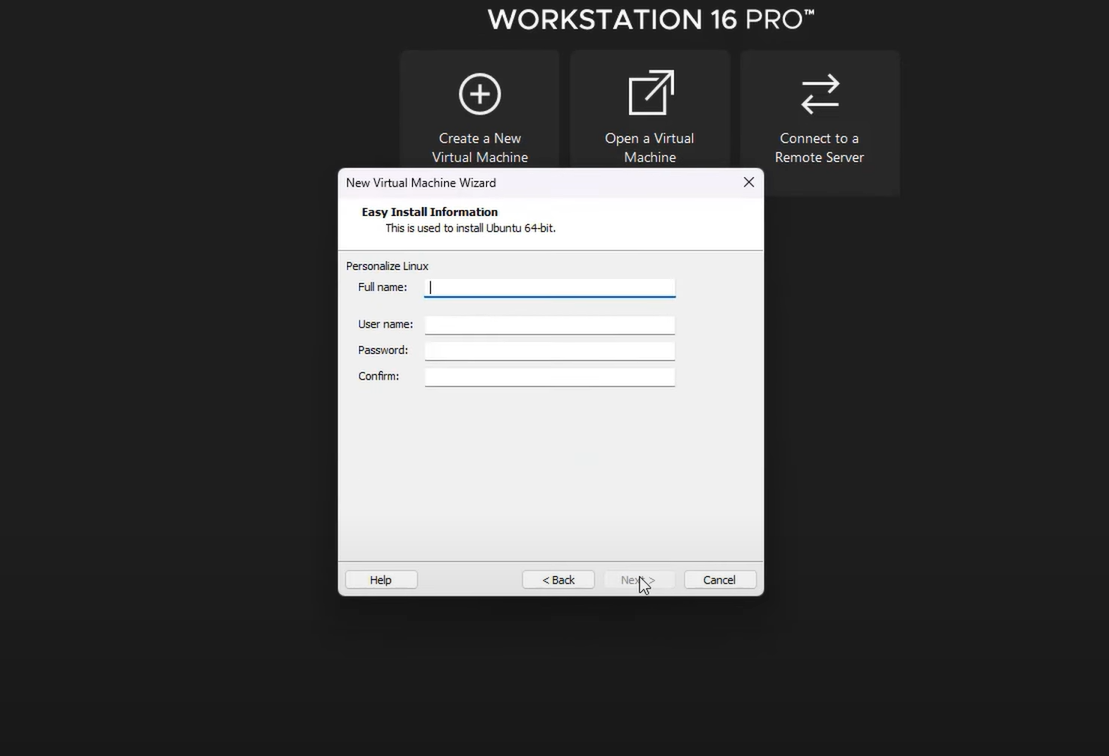 WORKSTATION 16 PRO™
Create a New
Virtual Machine
Open a Virtual
Machine
Connect to a
Remote Server
New Virtual Machine Wizard
Easy Install Information
This is used to install Ubuntu 64-bit.
Personalize Linux
Full name:
User name:
Password:
Confirm:
Help
< Back
Next >
Cancel